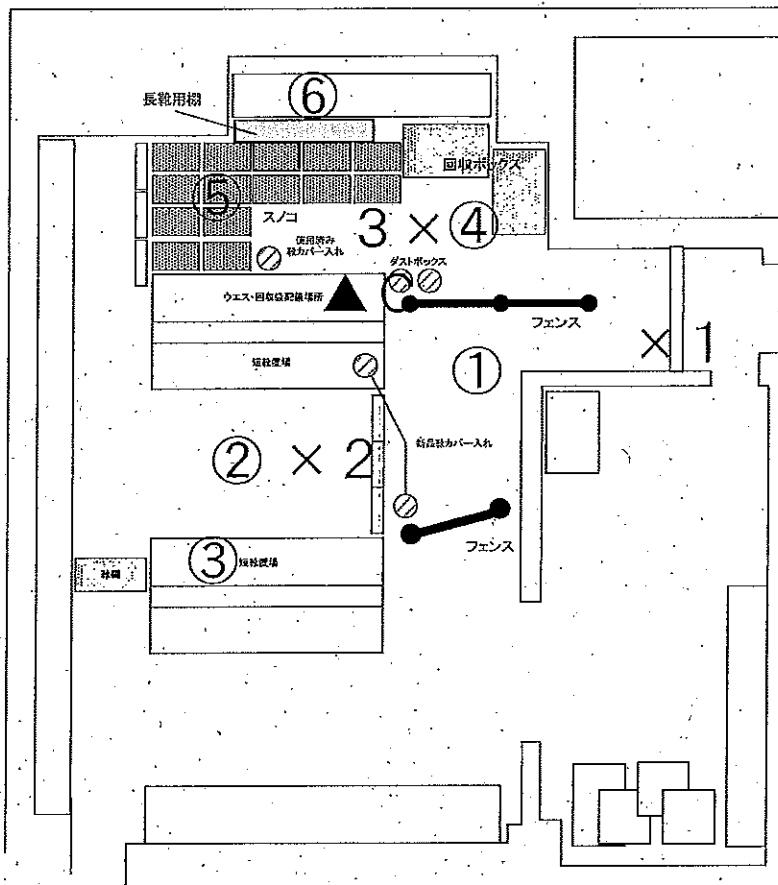 ⑥
長靴用棚
回収ボックス
⑤
スノコ
3 × ④
使用済み
靴カバー入れ
ダストボックス
ウエス・回収袋配備場所
フェンス
× 1
短靴置場
①
② × 2
備品靴カバー入れ
フェンス
③
短靴置場